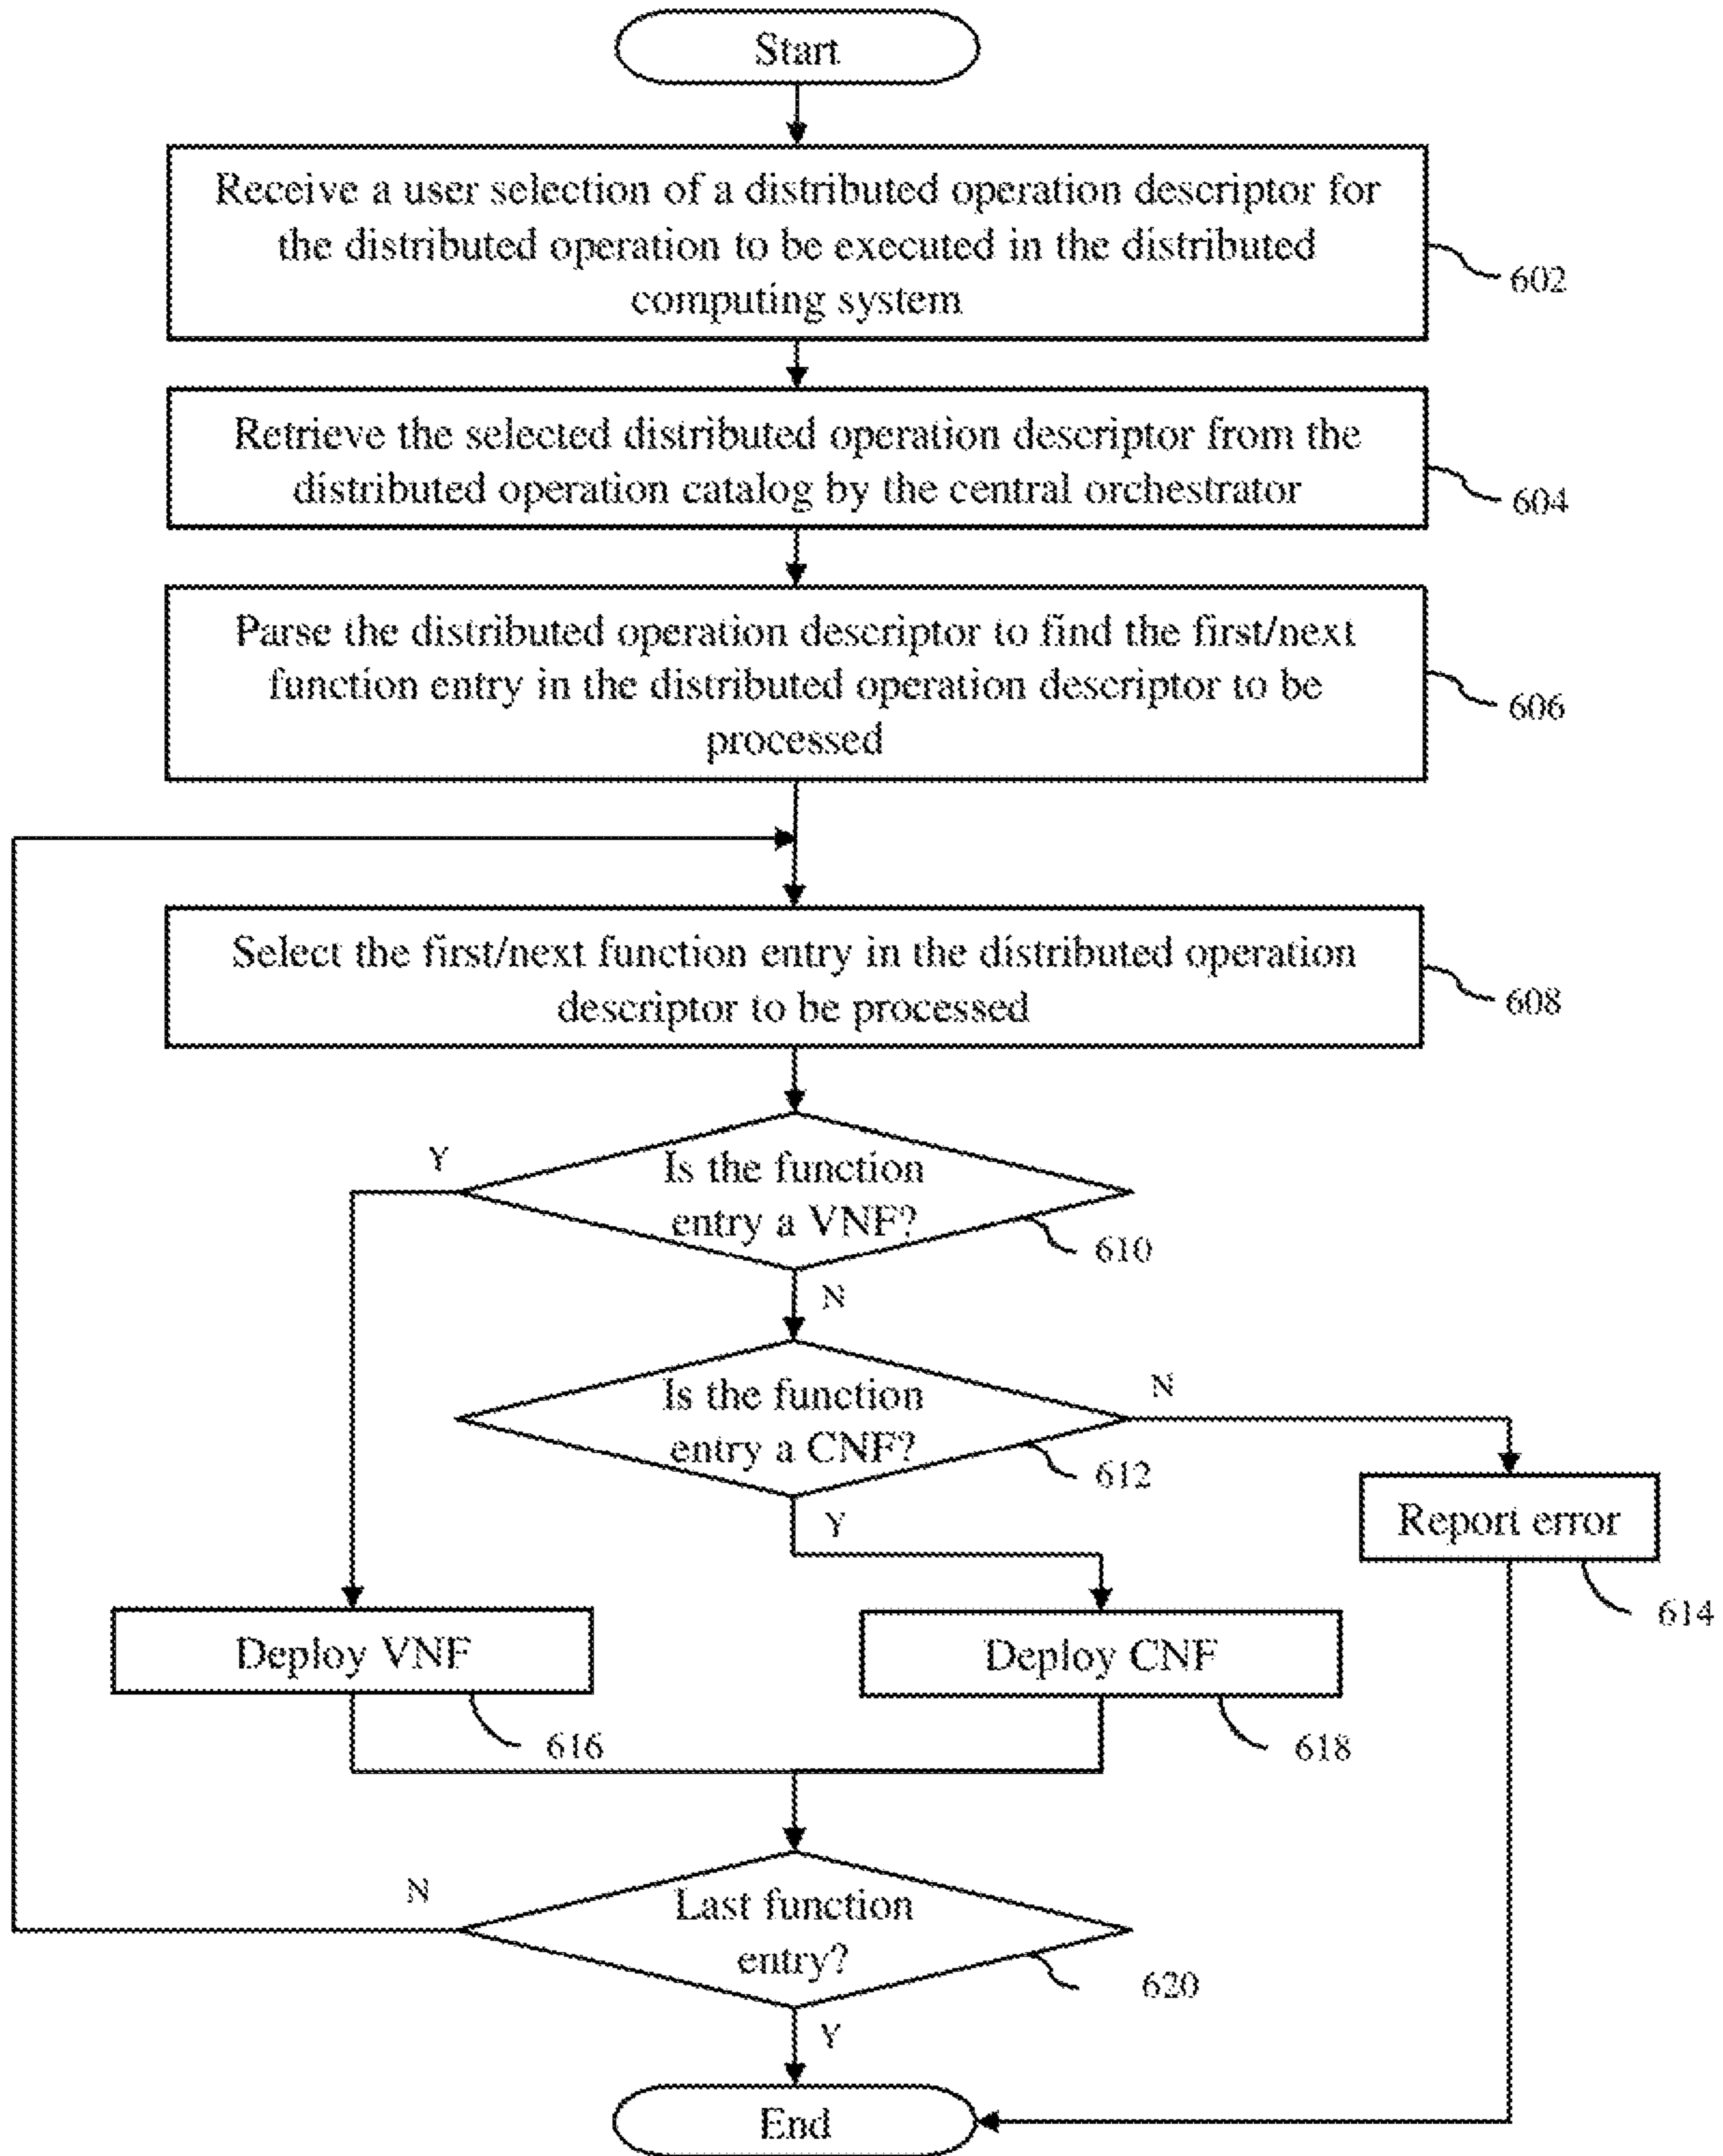 Start
Receive a user selection of a distributed operation descriptor for
the distributed operation to be executed in the distributed
computing system
602
Retrieve the selected distributed operation descriptor from the
distributed operation catalog by the central orchestrator
604
Parse the distributed operation descriptor to find the first/next
function entry in the distributed operation descriptor to be
processed
606
Select the first/next function entry in the distributed operation
descriptor to be processed
608
Y
Is the function
entry a VNF?
610
N
Is the function
entry a CNF?
612
N
Y
Report error
614
Deploy VNF
616
Deploy CNF
618
N
Last function
entry?
620
Y
End